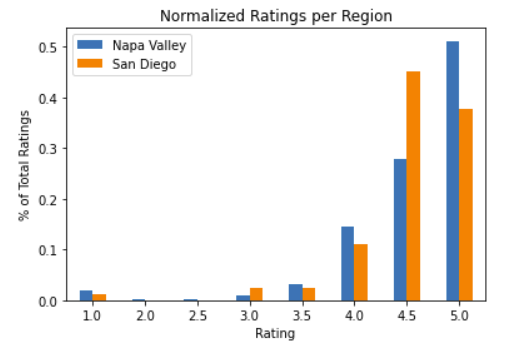 Normalized Ratings per Region
Napa Valley
San Diego
% of Total Ratings
0.5
0.4
0.3
0.2
0.1
0.0
1.0 2.0 2.5 3.0 3.5 4.0 4.5 5.0
Rating